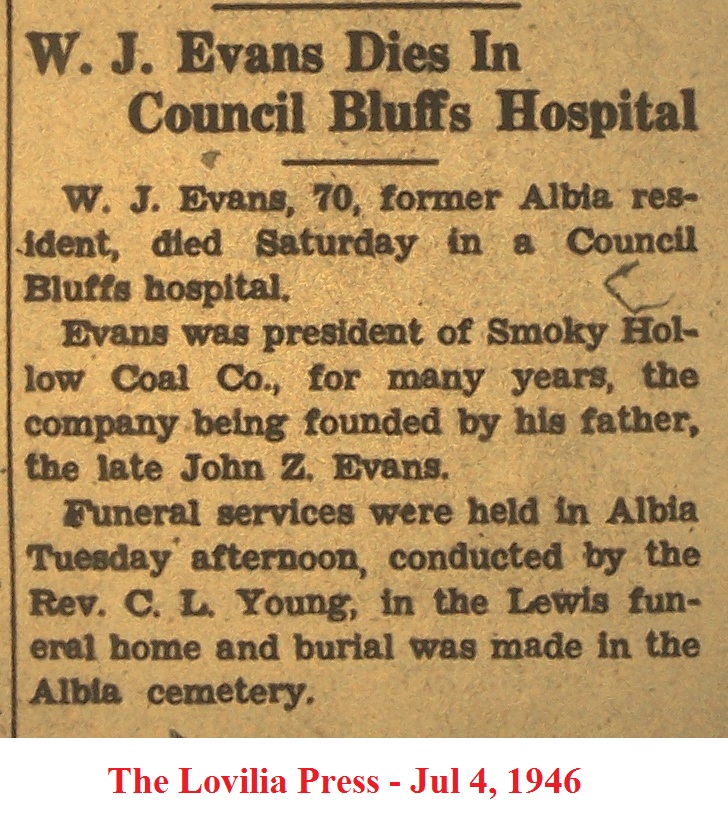 W. J. Evans Dies In
Council Bluffs Hospital
W. J. Evans, 70, former Albia res-
ident, died Saturday in a Council
Bluffs hospital.
Evans was president of Smoky Hol-
low Coal Co., for many years, the
company being founded by his father,
the late John Z. Evans.
Funeral services were held in Albia
Tuesday afternoon, conducted by the
Rev. C. L. Young, in the Lewis fun-
eral home and burial was made in the
Albia cemetery.
The Lovilia Press - Jul 4, 1946